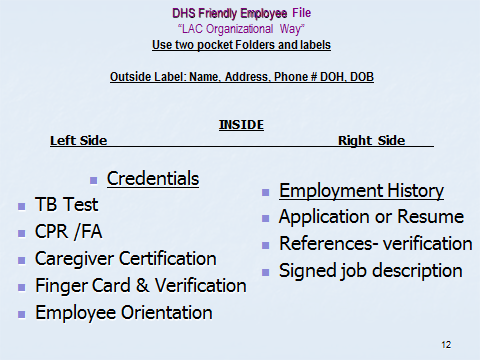 DHS Friendly Employee File
"LAC Organizational Way"
Use two pocket Folders and labels
Outside Label: Name, Address, Phone # DOH, DOB
INSIDE
Left Side Right Side
Credentials
TB Test
CPR /FA
Caregiver Certification
Finger Card & Verification
Employee Orientation
Employment History
Application or Resume
References- verification
Signed job description
12